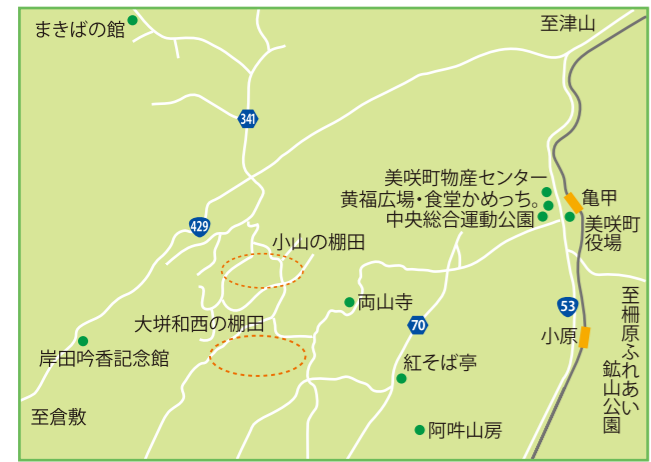 まきばの館
至津山
341
美咲町物産センター
黄福広場・食堂かめっち。
中央総合運動公園
亀甲
美咲町
役場
429
小山の棚田
両山寺
53
大垪和西の棚田
70
小原
至柵原ふれあい
鉱山公園
岸田吟香記念館
紅そば亭
至倉敷
阿吽山房